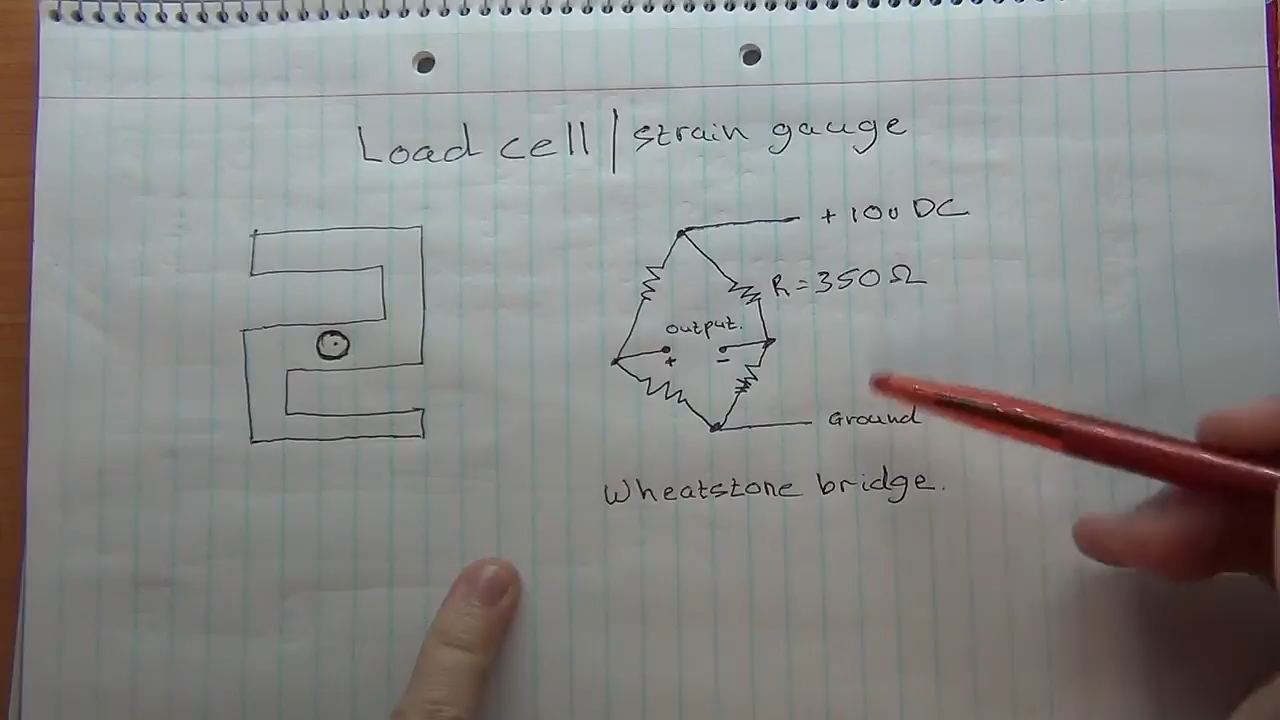 Load cell | strain gauge
+10v DC
R=350Ω
output.
+ -
Ground
Wheatstone bridge.